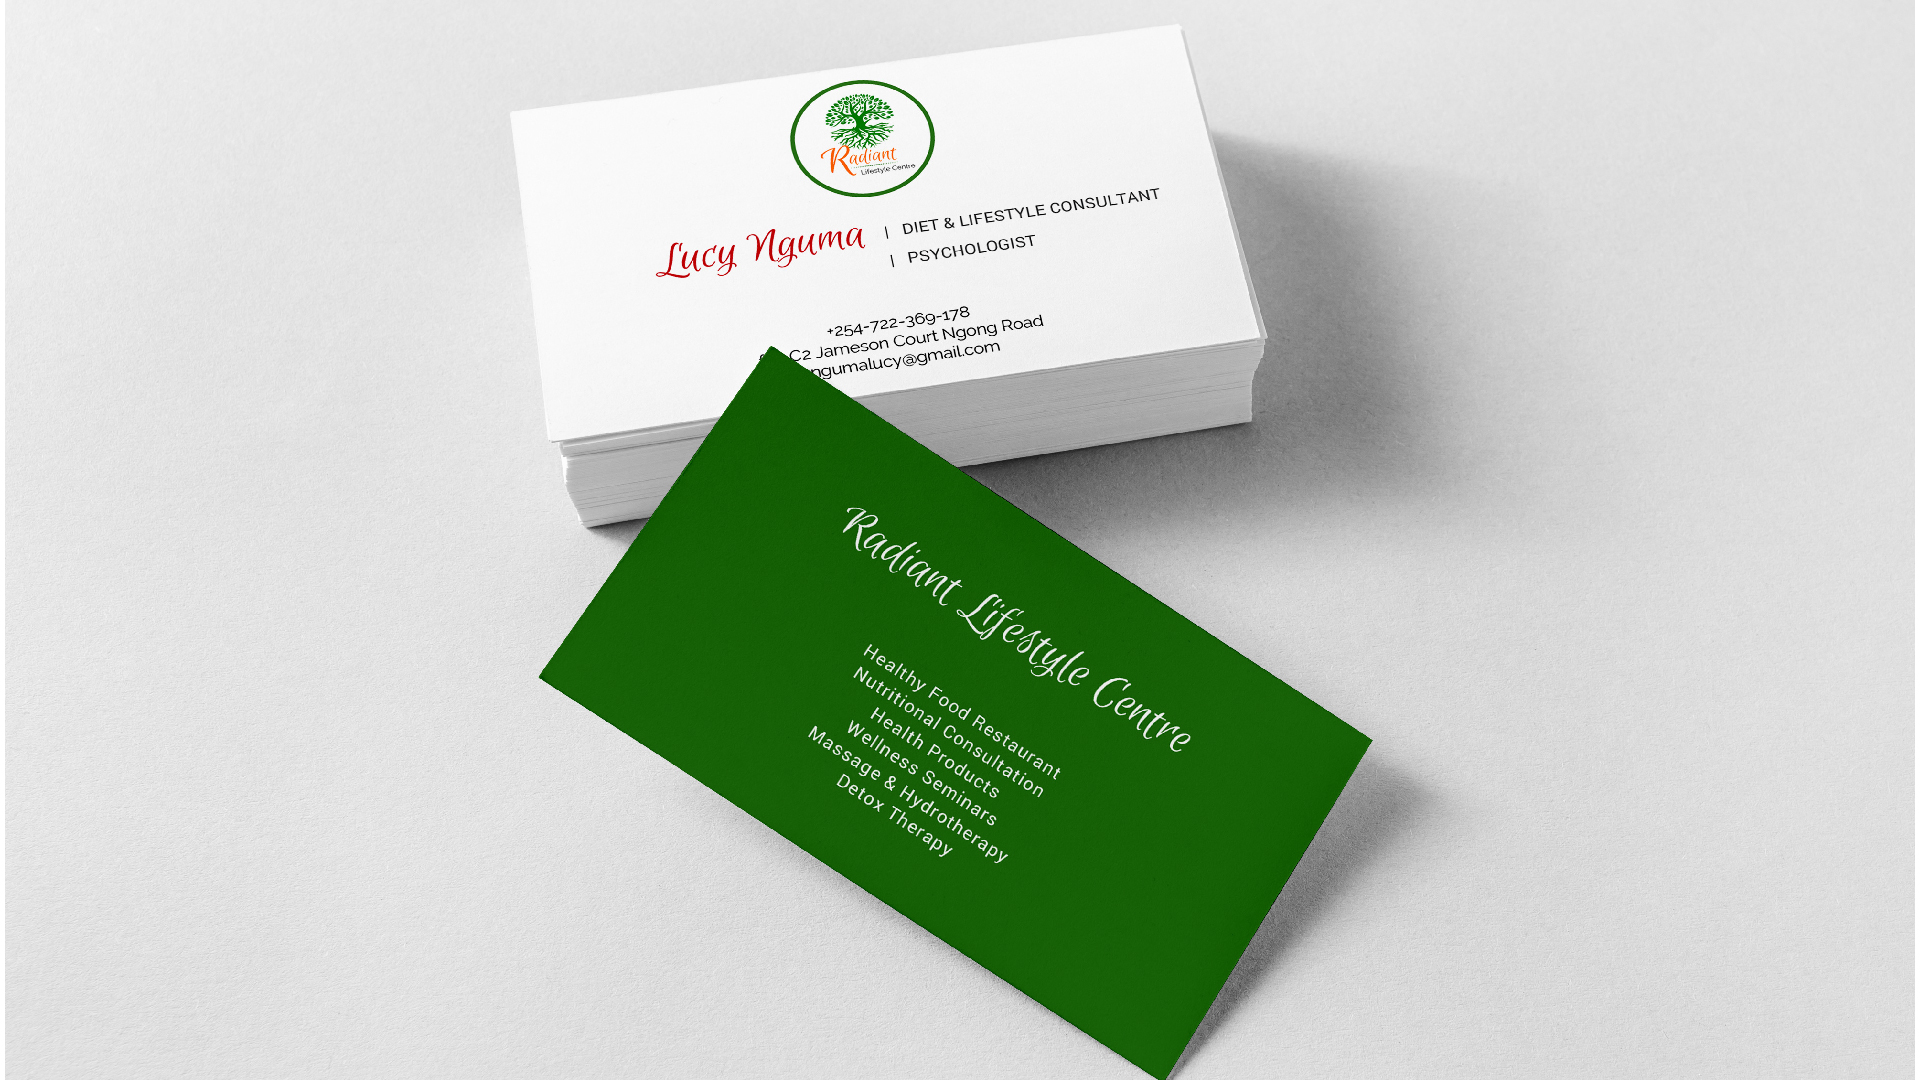 Radiant
Lifestyle Centre
Lucy Nguma | DIET & LIFESTYLE CONSULTANT
| PSYCHOLOGIST
+254-722-369-178
C2 Jameson Court Ngong Road
ngumalucy@gmail.com
Radiant Lifestyle Centre
Healthy Food Restaurant
Nutritional Consultation
Health Products
Wellness Seminars
Massage & Hydrotherapy
Detox Therapy